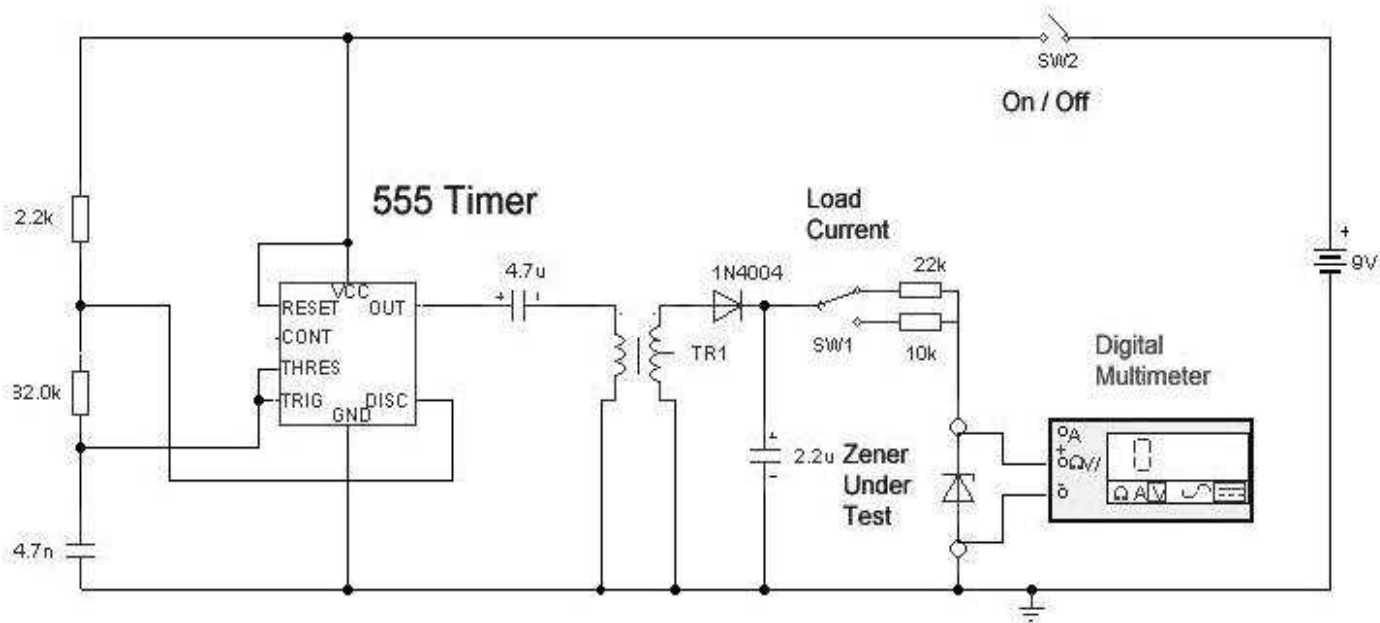 SW2
On / Off
555 Timer
Load
Current
2.2k
4.7u
1N4004
22k
+
9V
VCC
RESET
OUT
+
-
CONT
TR1
SW1
10k
THRES
Digital
Multimeter
TRIG
DISC
GND
A
+
ΩV/
0
-
Ω A V
+
2.2u
-
Zener
Under
Test
4.7n